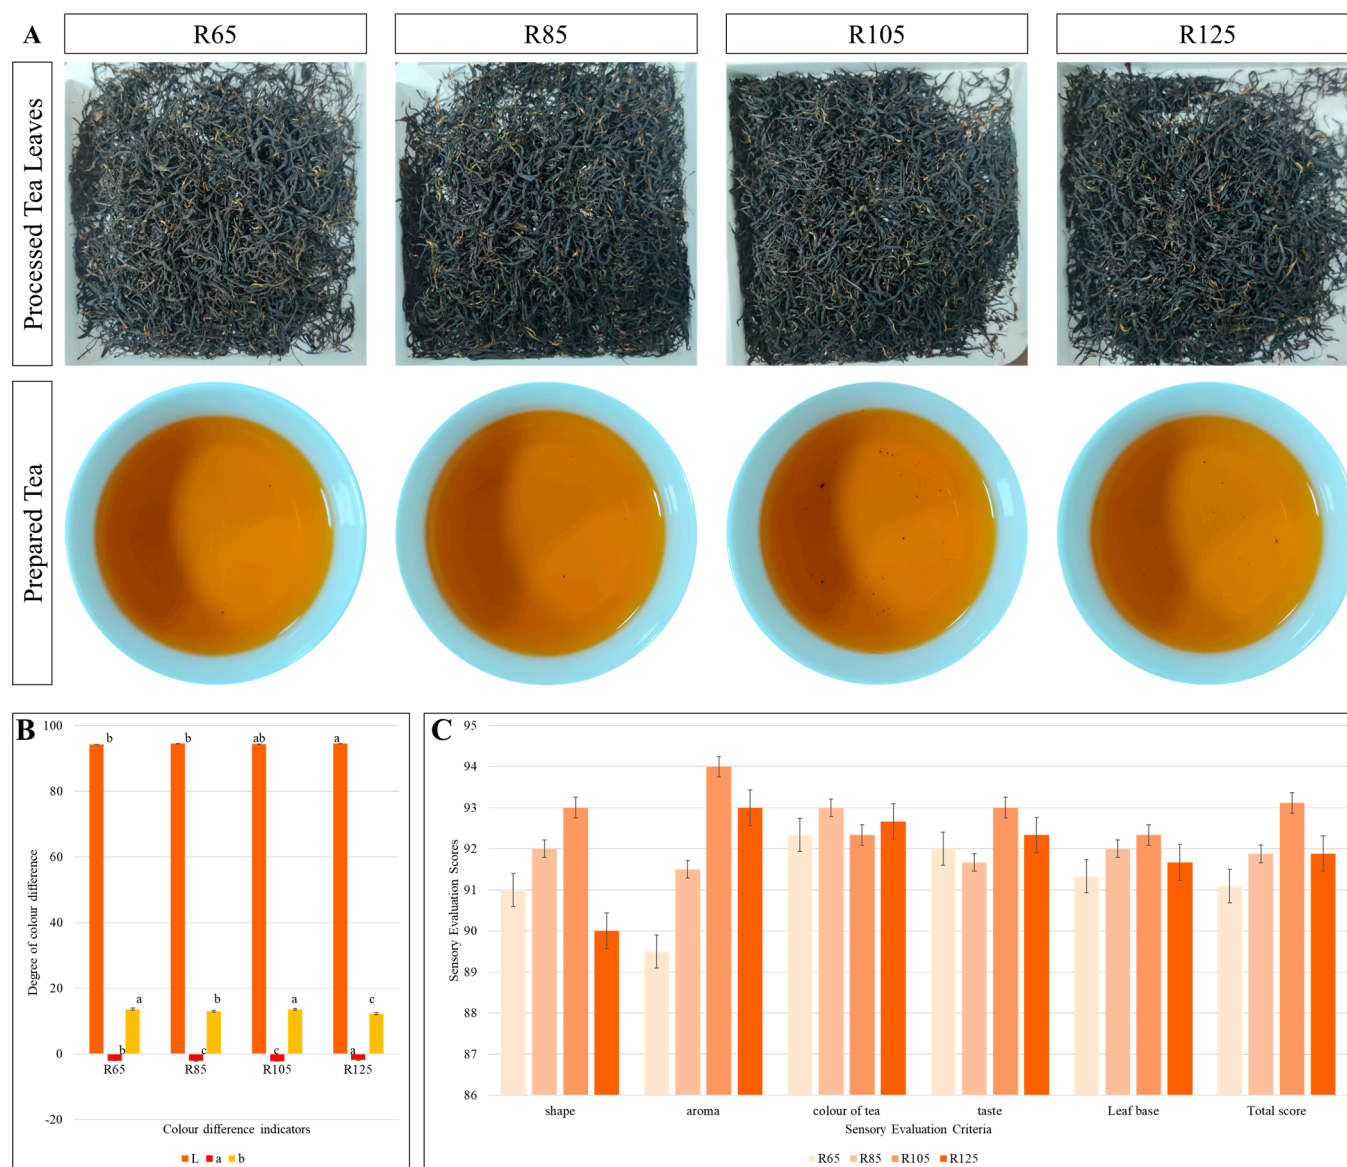 A
R65
R85
R105
R125
Processed Tea Leaves
Prepared Tea
B
100
80
60
40
20
0
-20
Degree of colour difference
b
b
ab
a
a
b
a
c
b
c
c
a
R65
R85
R105
R125
Colour difference indicators
L
a
b
C
95
94
93
92
91
90
89
88
87
86
Sensory Evaluation Scores
shape
aroma
colour of tea
taste
Leaf base
Total score
Sensory Evaluation Criteria
R65
R85
R105
R125